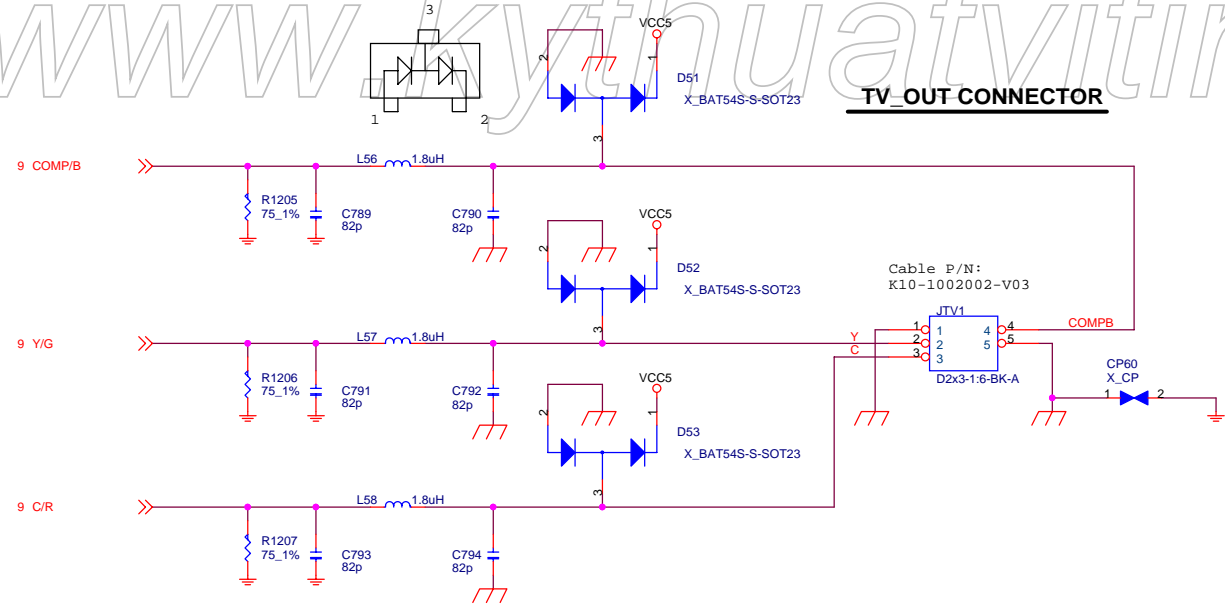 www.kythuatvitin
3
1 2
VCC5
2
1
D51
X_BAT54S-S-SOT23
3
TV_OUT CONNECTOR
9 COMP/B
L56 1.8uH
R1205
75_1%
C789
82p
C790
82p
VCC5
2
1
D52
X_BAT54S-S-SOT23
3
Cable P/N:
K10-1002002-V03
JTV1
1 1 4 4 COMPB
Y 2 2 5 5
C 3 3
D2x3-1:6-BK-A
9 Y/G
L57 1.8uH
R1206
75_1%
C791
82p
C792
82p
VCC5
2
1
D53
X_BAT54S-S-SOT23
3
CP60
X_CP
1 2
9 C/R
L58 1.8uH
R1207
75_1%
C793
82p
C794
82p